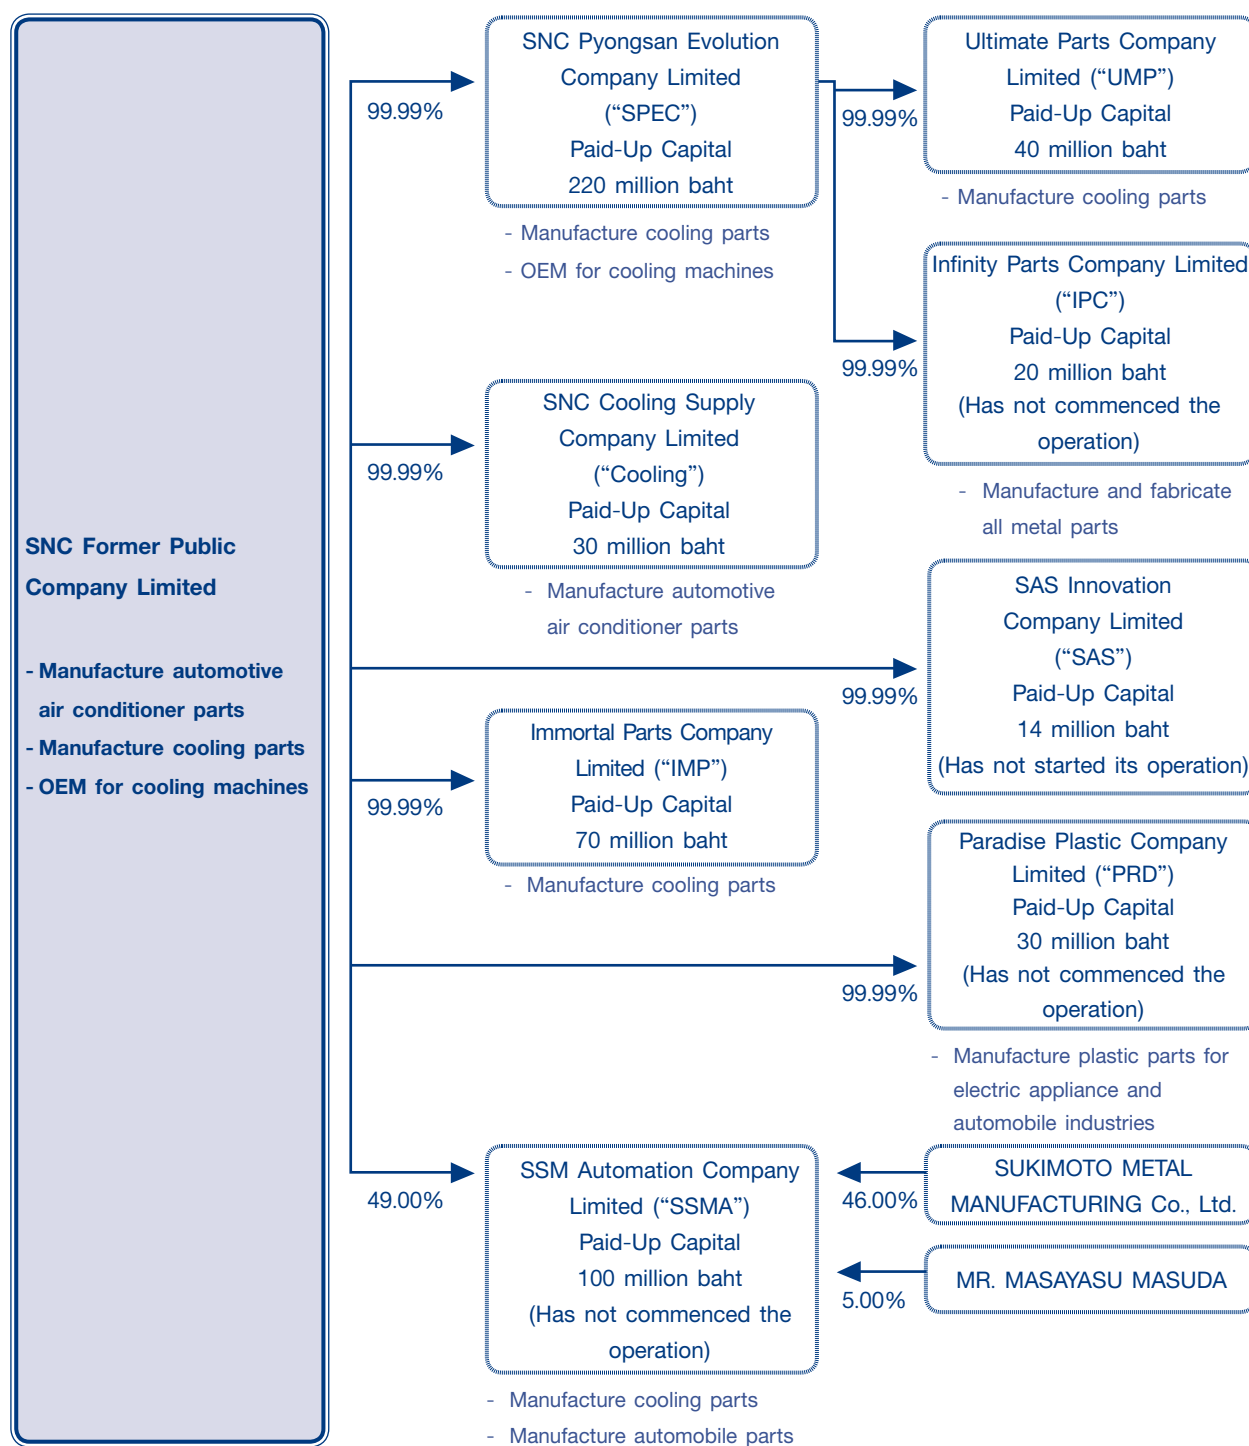 SNC Former Public
Company Limited
- Manufacture automotive
air conditioner parts
- Manufacture cooling parts
- OEM for cooling machines
99.99%
SNC Pyongsan Evolution
Company Limited
(“SPEC”)
Paid-Up Capital
220 million baht
- Manufacture cooling parts
- OEM for cooling machines
99.99%
Ultimate Parts Company
Limited (“UMP”)
Paid-Up Capital
40 million baht
- Manufacture cooling parts
99.99%
Infinity Parts Company Limited
(“IPC”)
Paid-Up Capital
20 million baht
(Has not commenced the
operation)
- Manufacture and fabricate
all metal parts
99.99%
SNC Cooling Supply
Company Limited
(“Cooling”)
Paid-Up Capital
30 million baht
- Manufacture automotive
air conditioner parts
99.99%
SAS Innovation
Company Limited
(“SAS”)
Paid-Up Capital
14 million baht
(Has not started its operation)
99.99%
Immortal Parts Company
Limited (“IMP”)
Paid-Up Capital
70 million baht
- Manufacture cooling parts
99.99%
Paradise Plastic Company
Limited (“PRD”)
Paid-Up Capital
30 million baht
(Has not commenced the
operation)
- Manufacture plastic parts for
electric appliance and
automobile industries
49.00%
SSM Automation Company
Limited (“SSMA”)
Paid-Up Capital
100 million baht
(Has not commenced the
operation)
- Manufacture cooling parts
- Manufacture automobile parts
46.00%
SUKIMOTO METAL
MANUFACTURING Co., Ltd.
5.00%
MR. MASAYASU MASUDA